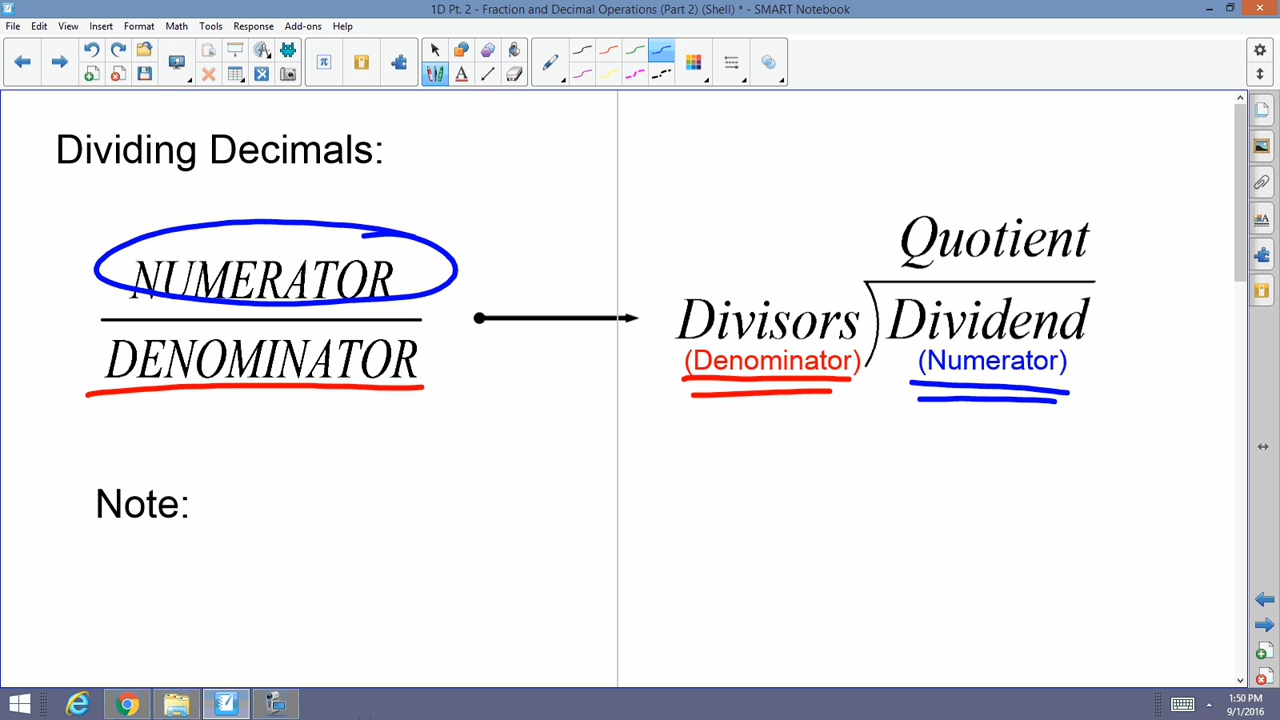 1D Pt. 2 - Fraction and Decimal Operations (Part 2) (Shell) * - SMART Notebook
File Edit View Insert Format Math Tools Response Add-ons Help
Dividing Decimals:
NUMERATOR
DENOMINATOR
Quotient
Divisors Dividend
(Denominator) (Numerator)
Note:
1:50 PM
9/1/2016